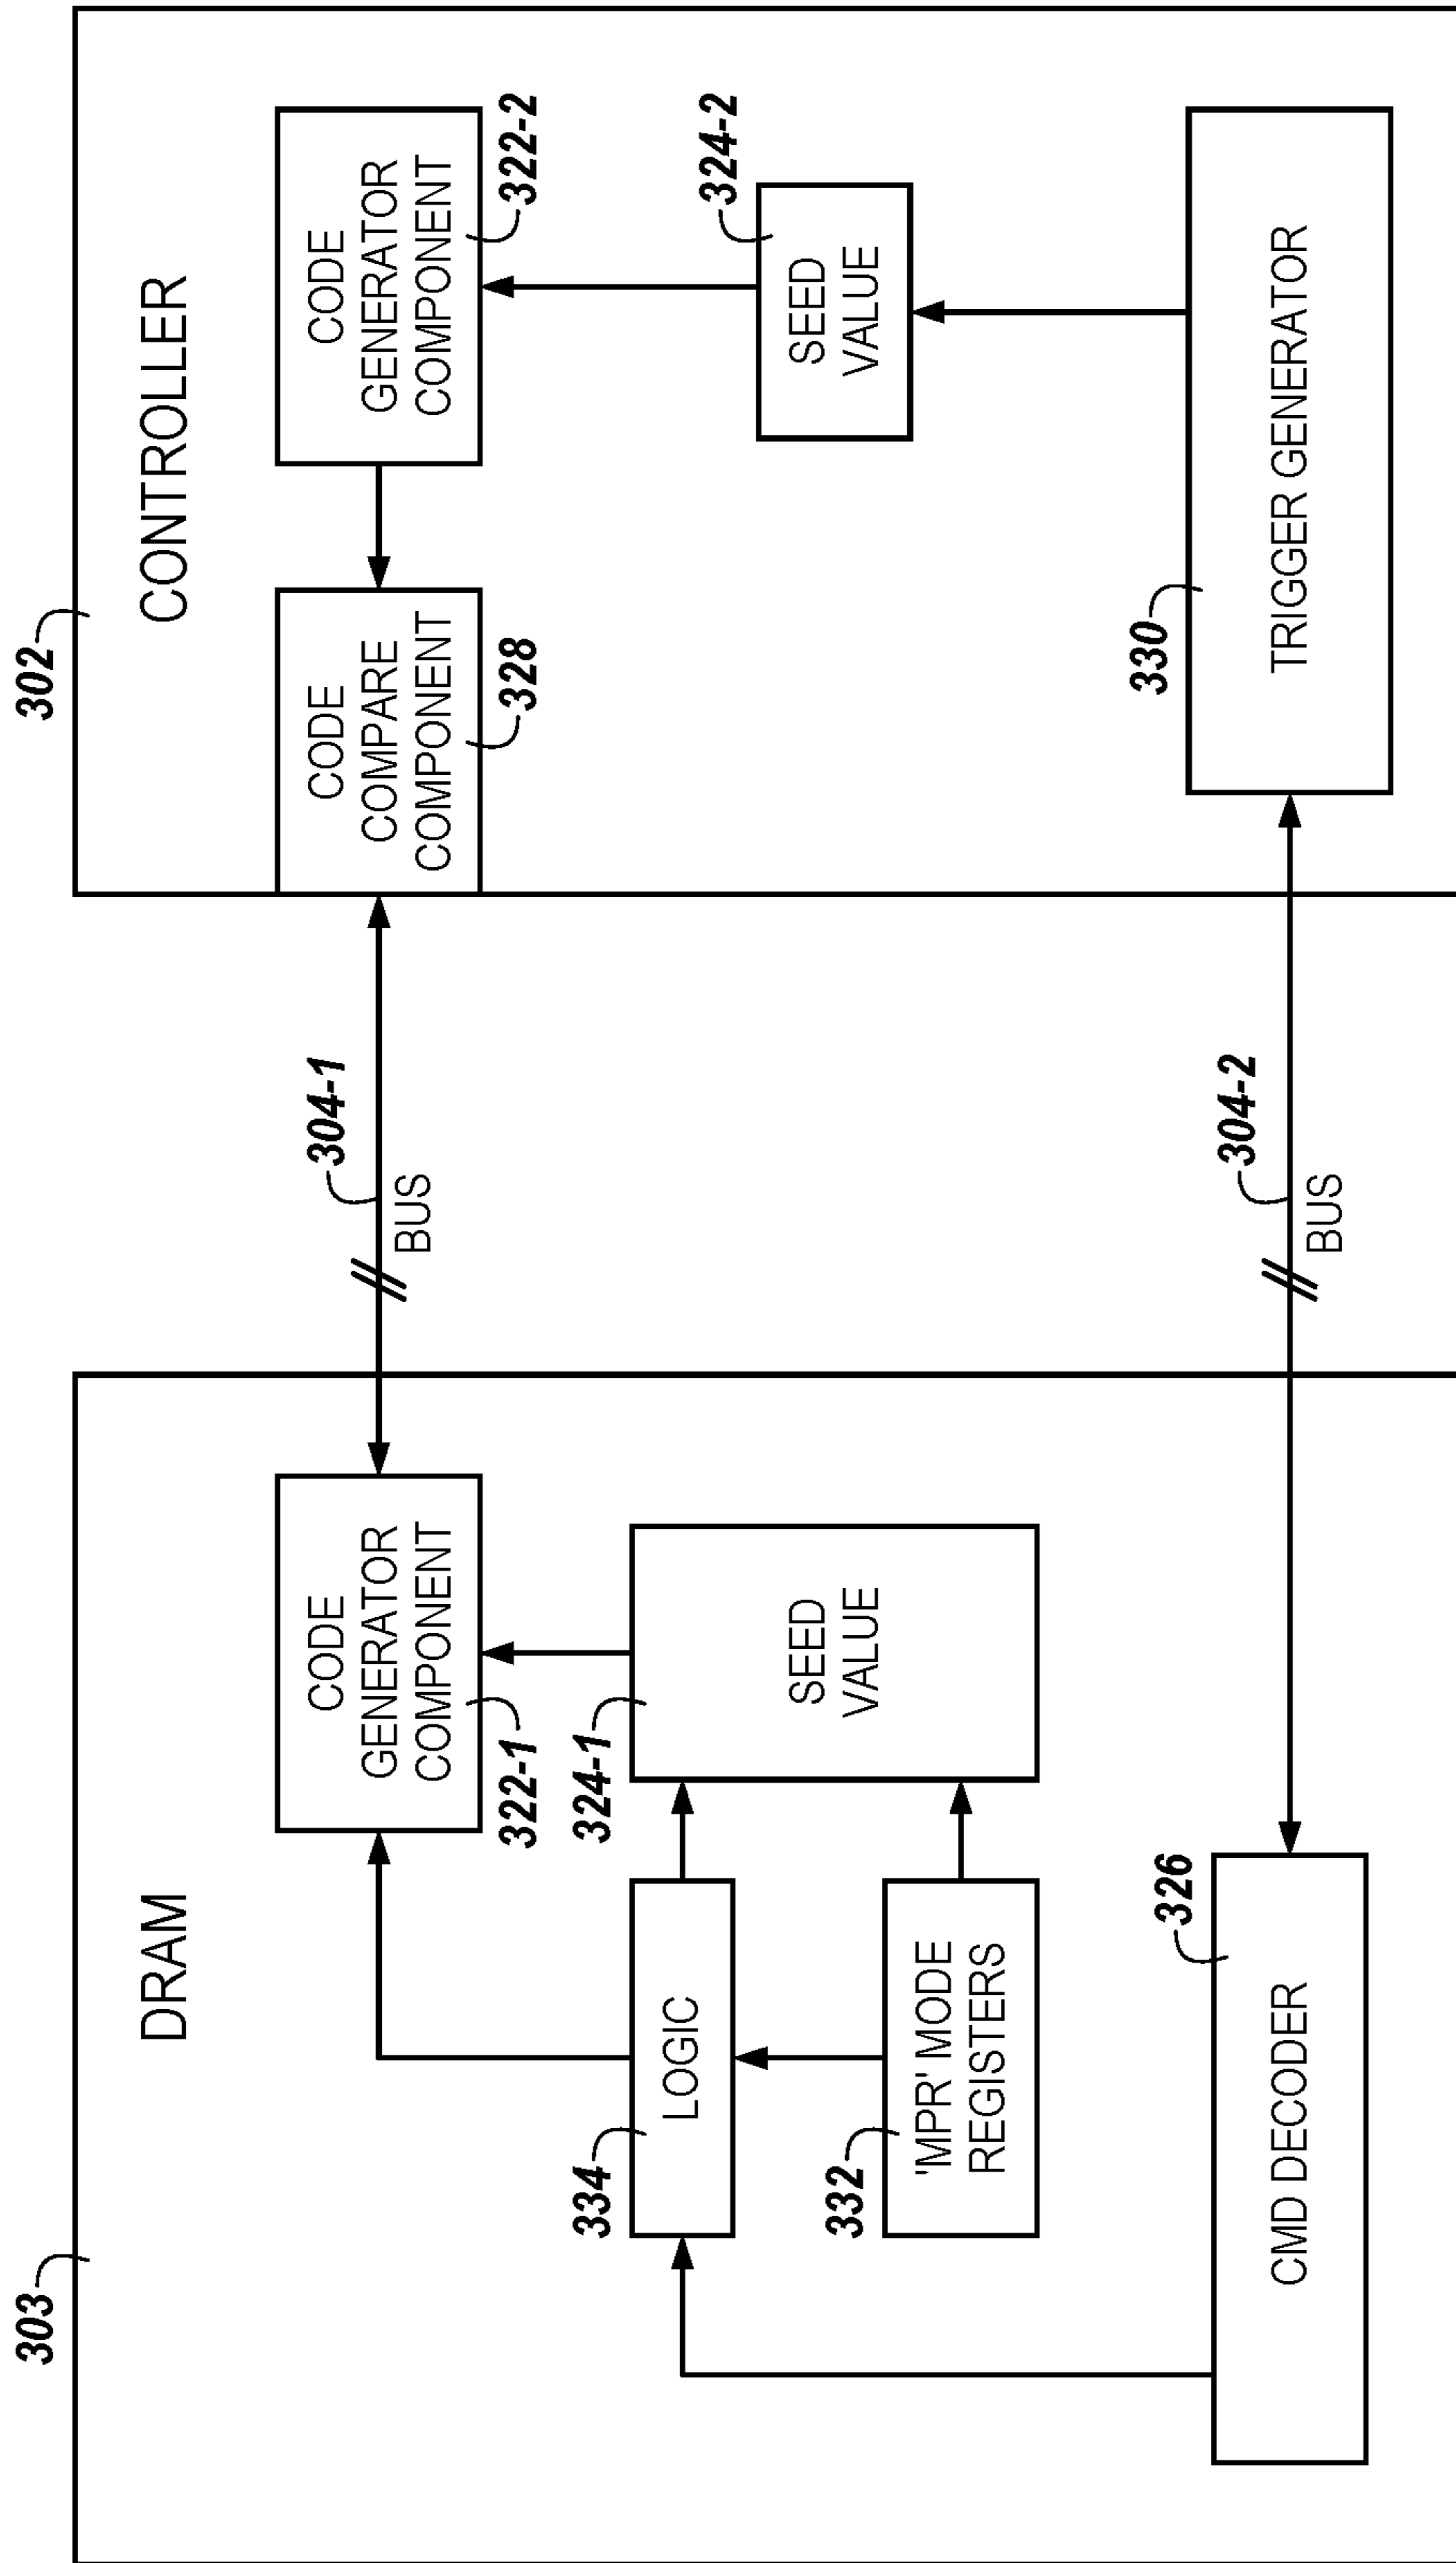 303
DRAM
CODE
GENERATOR
COMPONENT
322-1
334
LOGIC
324-1
SEED
VALUE
332
'MPR' MODE
REGISTERS
326
CMD DECODER
304-1
BUS
304-2
BUS
302
CONTROLLER
CODE
COMPARE
COMPONENT
328
CODE
GENERATOR
COMPONENT
322-2
324-2
SEED
VALUE
330
TRIGGER GENERATOR